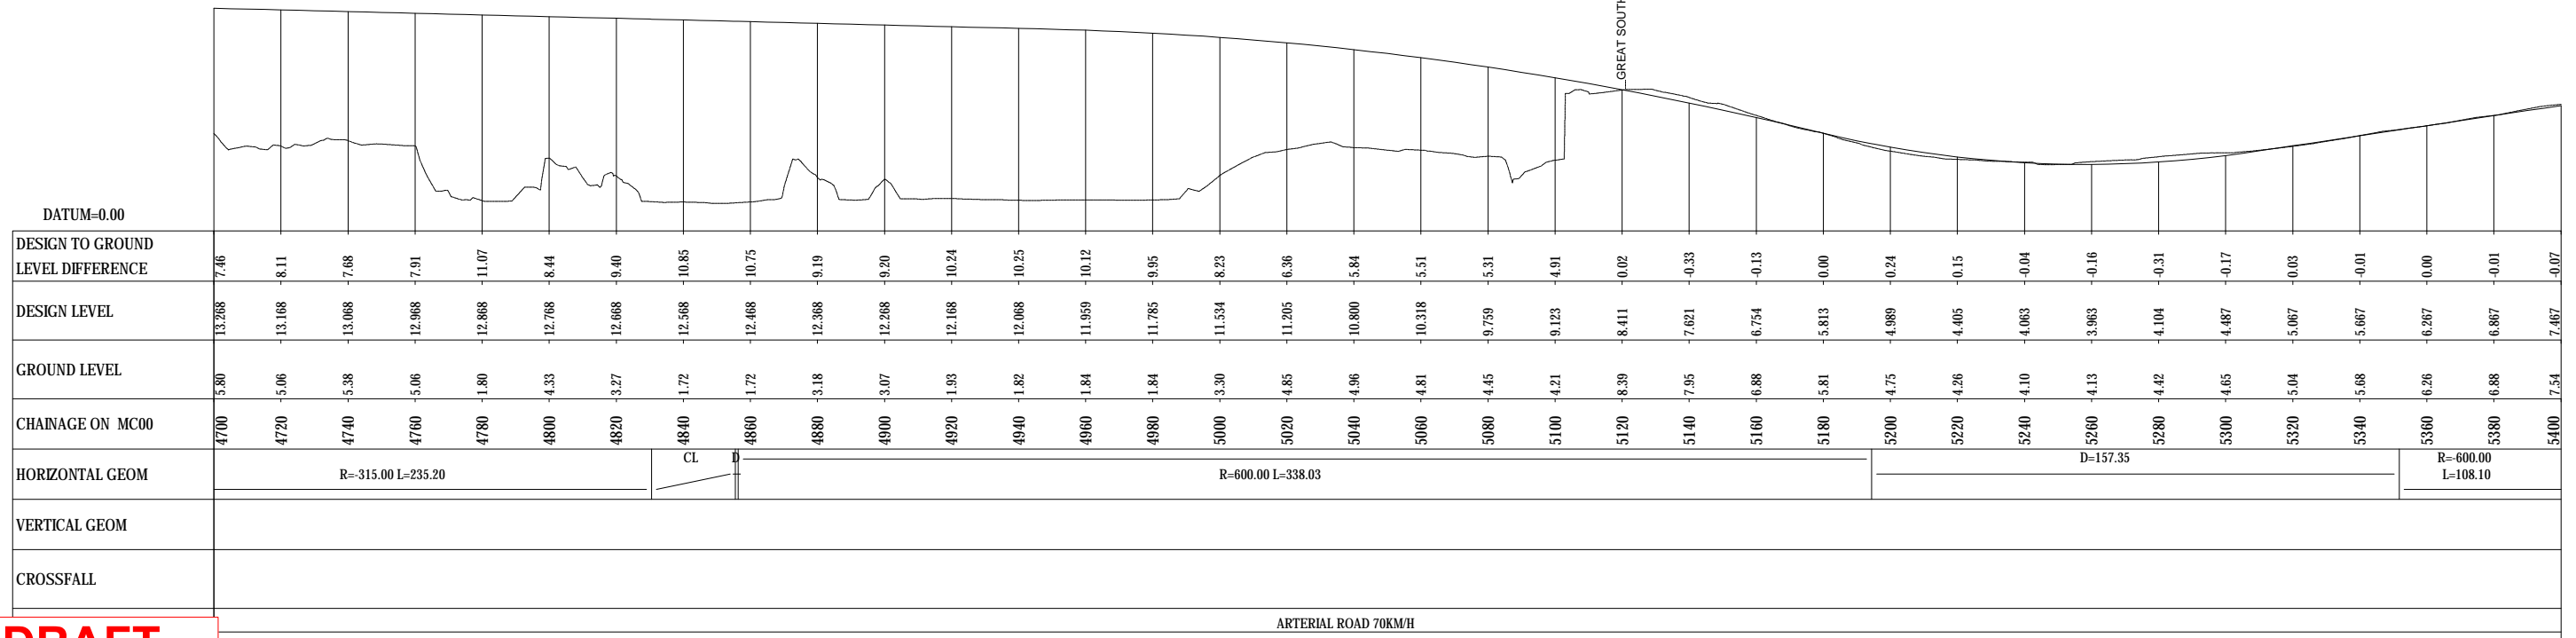 GREAT SOUTH
DATUM=0.00
DESIGN TO GROUND
LEVEL DIFFERENCE
7.46 8.11 7.68 7.91 11.07 8.44 9.40 10.85 10.75 9.19 9.20 10.24 10.25 10.12 9.95 8.23 6.36 5.84 5.51 5.31 4.91 0.02 -0.33 -0.13 0.00 0.24 0.15 -0.04 -0.16 -0.31 -0.17 0.03 -0.01 0.00 -0.01 -0.07
DESIGN LEVEL
13.268 13.168 13.068 12.968 12.868 12.768 12.668 12.568 12.468 12.368 12.268 12.168 12.068 11.959 11.785 11.534 11.205 10.800 10.318 9.759 9.123 8.411 7.621 6.754 5.813 4.989 4.405 4.063 3.963 4.104 4.487 5.067 5.667 6.267 6.867 7.467
GROUND LEVEL
5.80 5.06 5.38 5.06 1.80 4.33 3.27 1.72 1.72 3.18 3.07 1.93 1.82 1.84 1.84 3.30 4.85 4.96 4.81 4.45 4.21 8.39 7.95 6.88 5.81 4.75 4.26 4.10 4.13 4.42 4.65 5.04 5.68 6.26 6.88 7.54
CHAINAGE ON MC00
4700 4720 4740 4760 4780 4800 4820 4840 4860 4880 4900 4920 4940 4960 4980 5000 5020 5040 5060 5080 5100 5120 5140 5160 5180 5200 5220 5240 5260 5280 5300 5320 5340 5360 5380 5400
HORIZONTAL GEOM
R=-315.00 L=235.20
CL
D
R=600.00 L=338.03
D=157.35
R=-600.00
L=108.10
VERTICAL GEOM
CROSSFALL
ARTERIAL ROAD 70KM/H
DRAFT